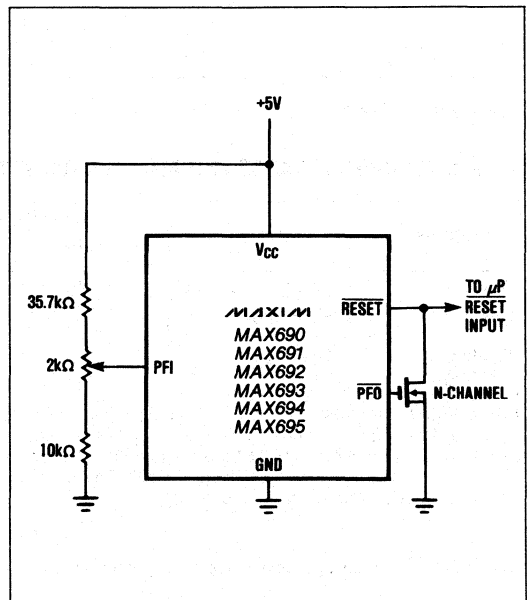 +5V
VCC
35.7kΩ
2kΩ
10kΩ
PFI
MAXIM
MAX690
MAX691
MAX692
MAX693
MAX694
MAX695
GND
RESET
PFO
TO μP
RESET
INPUT
N-CHANNEL